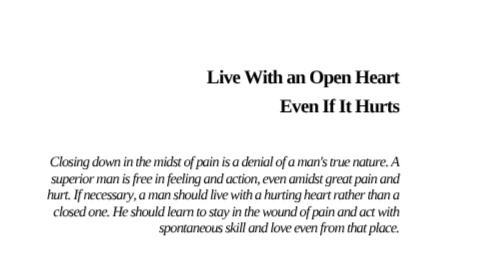 Live With an Open Heart
Even If It Hurts
Closing down in the midst of pain is a denial of a man's true nature. A
superior man is free in feeling and action, even amidst great pain and
hurt. If necessary, a man should live with a hurting heart rather than a
closed one. He should learn to stay in the wound of pain and act with
spontaneous skill and love even from that place.